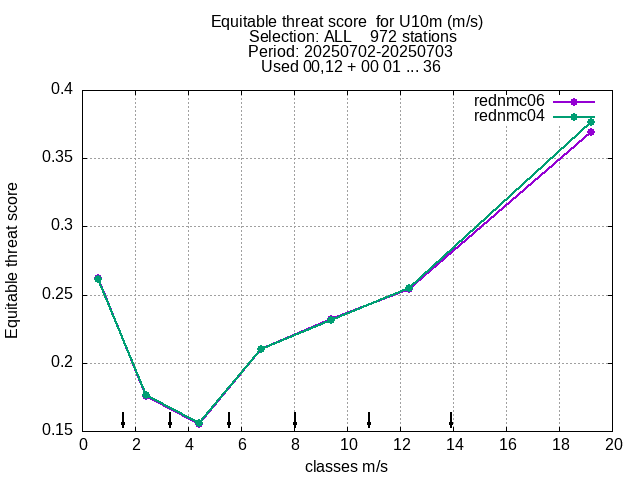 Equitable threat score  for U10m (m/s)
Selection: ALL    972 stations
Period: 20250702-20250703
Used 00,12 + 00 01 ... 36
rednmc06
rednmc04
0.4
0.35
0.3
0.25
0.2
0.15
Equitable threat score
0 2 4 6 8 10 12 14 16 18 20
classes m/s